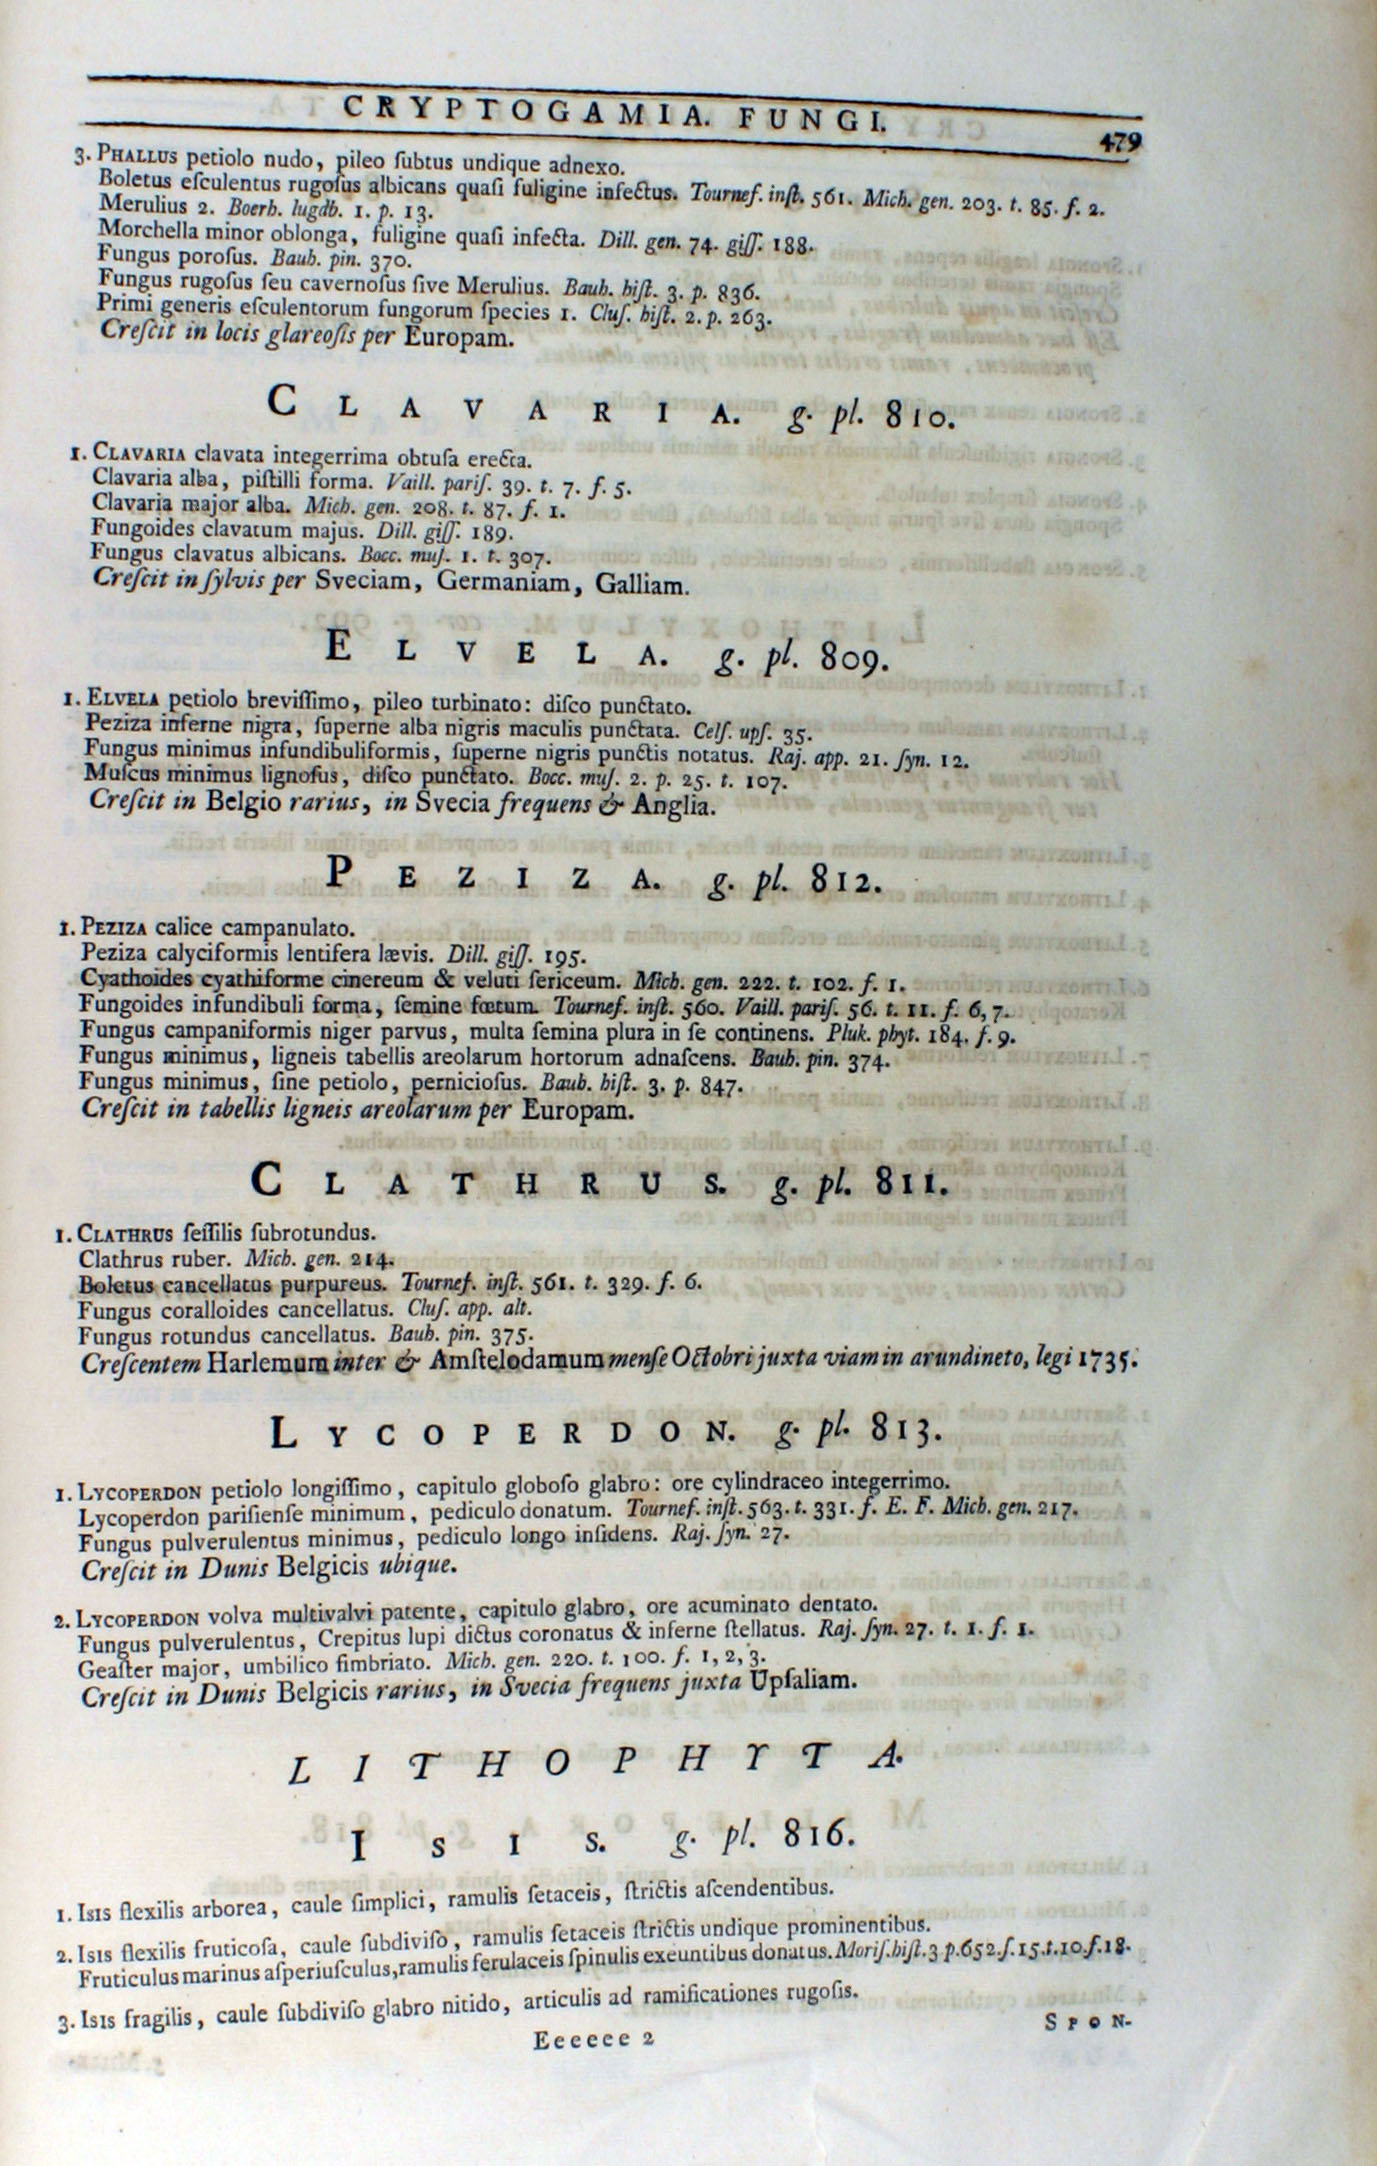 CRYPTOGAMIA. FUNGI.
479
3. PHALLUS petiolo nudo, pileo ſubtus undique adnexo.
Boletus eſculentus rugoſus albicans quaſi fuligine infectus. Tournef. inſt. 561. Mich. gen. 203. t. 85. f. 2.
Merulius 2. Boerh. lugdb. 1. p. 13.
Morchella minor oblonga, fuligine quaſi infecta. Dill. gen. 74. giſſ. 188.
Fungus poroſus. Bauh. pin. 370.
Fungus rugoſus ſeu cavernoſus ſive Merulius. Bauh. hiſt. 3. p. 836.
Primi generis eſculentorum fungorum ſpecies 1. Cluſ. hiſt. 2. p. 263.
Creſcit in locis glareoſis per Europam.
CLAVARIA. g. pl. 810.
1. CLAVARIA clavata integerrima obtuſa erecta.
Clavaria alba, piſtilli forma. Vaill. pariſ. 39. t. 7. f. 5.
Clavaria major alba. Mich. gen. 208. t. 87. f. 1.
Fungoides clavatum majus. Dill. giſſ. 189.
Fungus clavatus albicans. Bocc. muſ. 1. t. 307.
Creſcit in ſylvis per Sveciam, Germaniam, Galliam.
ELVELA. g. pl. 809.
1. ELVELA petiolo breviſſimo, pileo turbinato: diſco punctato.
Peziza inferne nigra, ſuperne alba nigris maculis punctata. Celſ. upſ. 35.
Fungus minimus infundibuliformis, ſuperne nigris punctis notatus. Raj. app. 21. ſyn. 12.
Muſcus minimus lignoſus, diſco punctato. Bocc. muſ. 2. p. 25. t. 107.
Creſcit in Belgio rarius, in Svecia frequens & Anglia.
PEZIZA. g. pl. 812.
1. PEZIZA calice campanulato.
Peziza calyciformis lentifera lævis. Dill. giſſ. 195.
Cyathoides cyathiforme cinereum & veluti ſericeum. Mich. gen. 222. t. 102. f. 1.
Fungoides infundibuli forma, ſemine fœtum. Tournef. inſt. 560. Vaill. pariſ. 56. t. 11. f. 6, 7.
Fungus campaniformis niger parvus, multa ſemina plura in ſe continens. Pluk. phyt. 184. f. 9.
Fungus minimus, ligneis tabellis areolarum hortorum adnaſcens. Bauh. pin. 374.
Fungus minimus, ſine petiolo, pernicioſus. Bauh. hiſt. 3. p. 847.
Creſcit in tabellis ligneis areolarum per Europam.
CLATHRUS. g. pl. 811.
1. CLATHRUS ſeſſilis ſubrotundus.
Clathrus ruber. Mich. gen. 214.
Boletus cancellatus purpureus. Tournef. inſt. 561. t. 329. f. 6.
Fungus coralloides cancellatus. Cluſ. app. alt.
Fungus rotundus cancellatus. Bauh. pin. 375.
Creſcentem Harlemum inter & Amſtelodamum menſe Octobri juxta viam in arundineto, legi 1735.
LYCOPERDON. g. pl. 813.
1. LYCOPERDON petiolo longiſſimo, capitulo globoſo glabro: ore cylindraceo integerrimo.
Lycoperdon pariſienſe minimum, pediculo donatum. Tournef. inſt. 563. t. 331. f. E. F. Mich. gen. 217.
Fungus pulverulentus minimus, pediculo longo inſidens. Raj. ſyn. 27.
Creſcit in Dunis Belgicis ubique.
2. LYCOPERDON volva multivalvi patente, capitulo glabro, ore acuminato dentato.
Fungus pulverulentus, Crepitus lupi dictus coronatus & inferne ſtellatus. Raj. ſyn. 27. t. 1. f. 1.
Geaſter major, umbilico fimbriato. Mich. gen. 220. t. 100. f. 1, 2, 3.
Creſcit in Dunis Belgicis rarius, in Svecia frequens juxta Upſaliam.
LITHOPHYTA.
ISIS. g. pl. 816.
1. ISIS flexilis arborea, caule ſimplici, ramulis ſetaceis, ſtrictis aſcendentibus.
2. ISIS flexilis fruticoſa, caule ſubdiviſo, ramulis ſetaceis ſtrictis undique prominentibus.
Fruticulus marinus aſperiuſculus, ramulis ferulaceis ſpinulis exeuntibus donatus. Moriſ. hiſt. 3 p. 652. ſ. 15. t. 10. f. 18.
3. ISIS fragilis, caule ſubdiviſo glabro nitido, articulis ad ramificationes rugoſis.
Eeeeee 2
SPON-